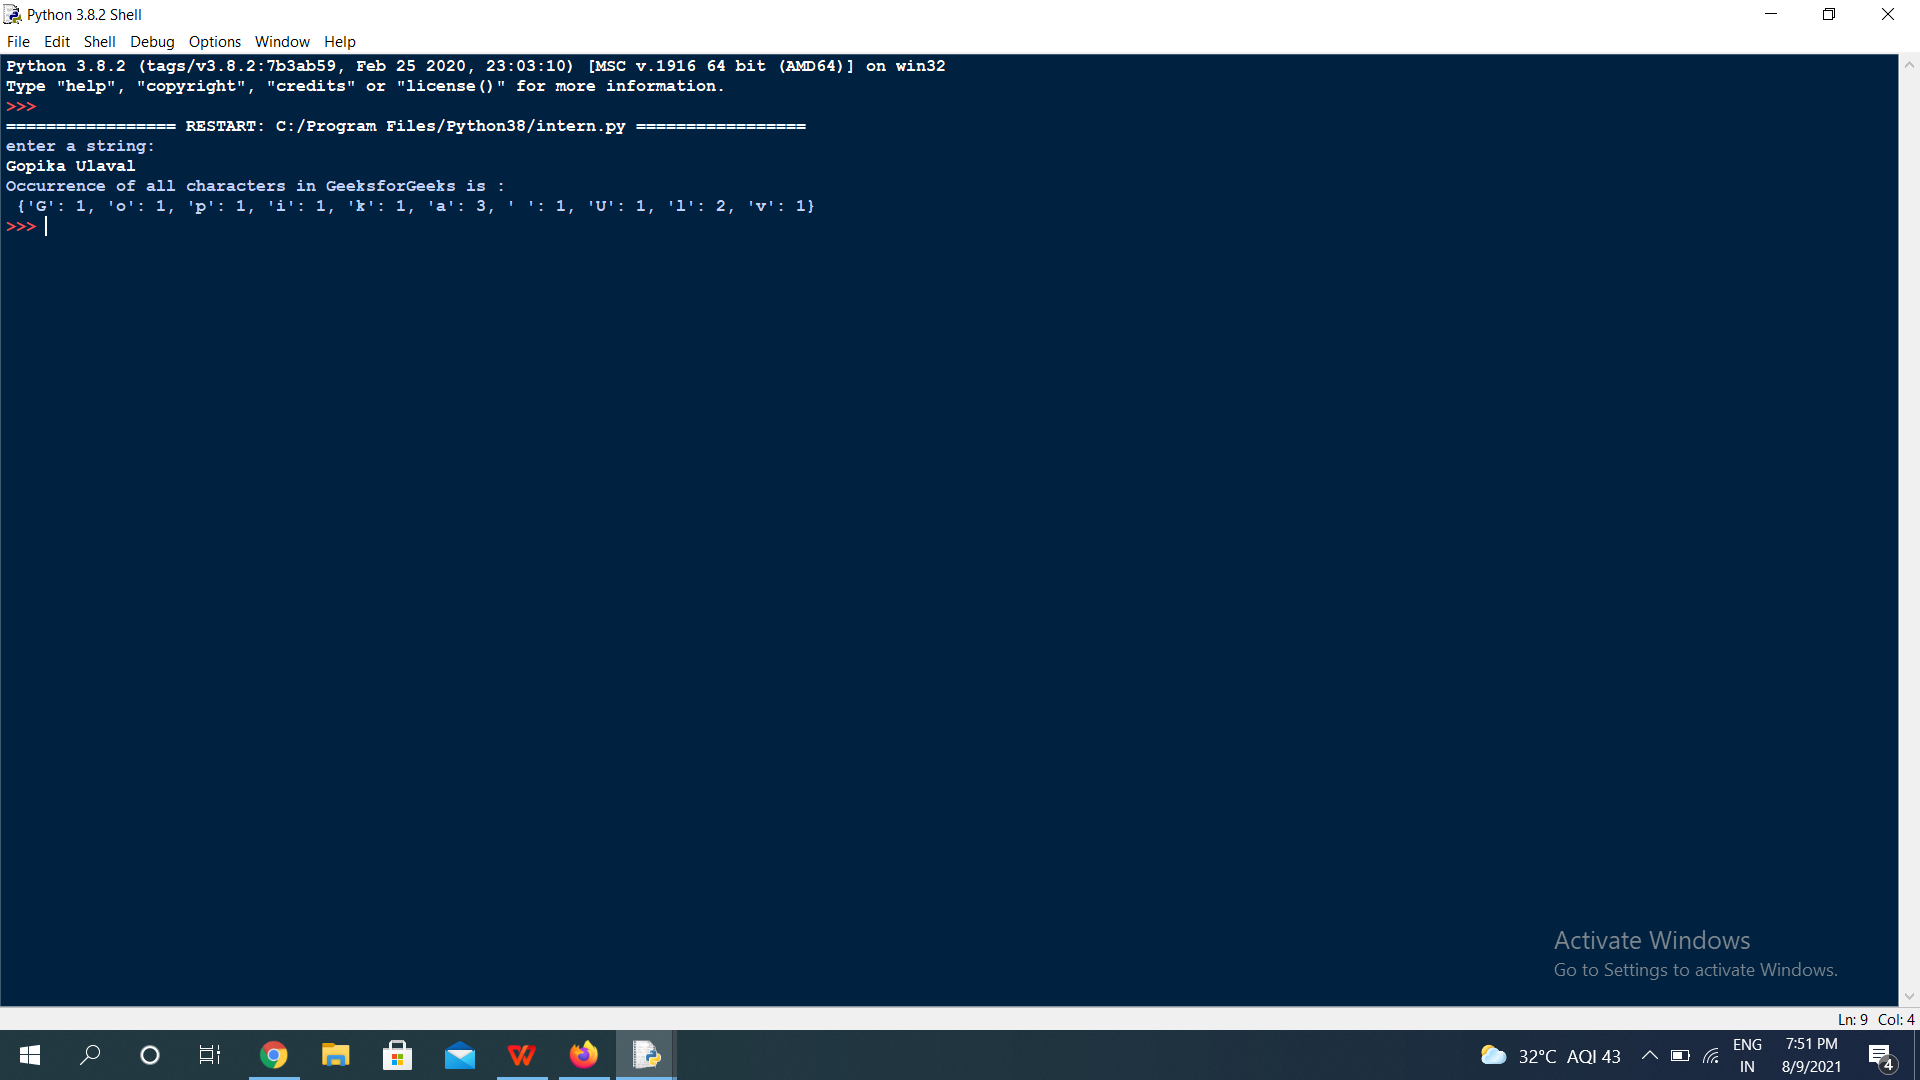 Python 3.8.2 Shell
File Edit Shell Debug Options Window Help
Python 3.8.2 (tags/v3.8.2:7b3ab59, Feb 25 2020, 23:03:10) [MSC v.1916 64 bit (AMD64)] on win32
Type "help", "copyright", "credits" or "license()" for more information.
>>>
================= RESTART: C:/Program Files/Python38/intern.py =================
enter a string:
Gopika Ulaval
Occurrence of all characters in GeeksforGeeks is :
 {'G': 1, 'o': 1, 'p': 1, 'i': 1, 'k': 1, 'a': 3, ' ': 1, 'U': 1, 'l': 2, 'v': 1}
>>>
Activate Windows
Go to Settings to activate Windows.
Ln: 9 Col: 4
32°C AQI 43
ENG
IN
7:51 PM
8/9/2021
4